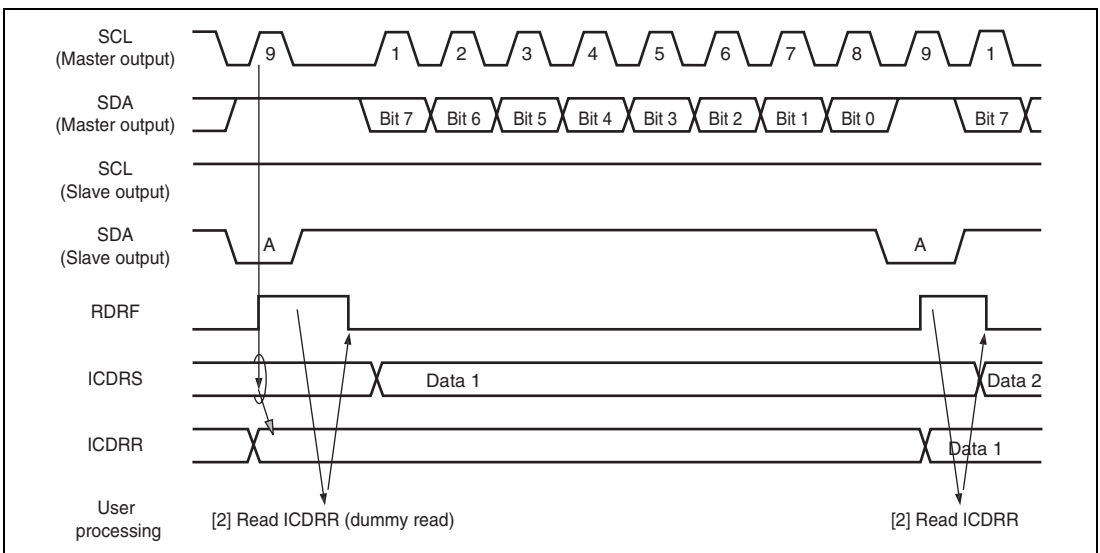 SCL
(Master output)
9 1 2 3 4 5 6 7 8 9 1
SDA
(Master output)
Bit 7 Bit 6 Bit 5 Bit 4 Bit 3 Bit 2 Bit 1 Bit 0 Bit 7
SCL
(Slave output)
SDA
(Slave output)
A A
RDRF
ICDRS
Data 1 Data 2
ICDRR
Data 1
User
processing
[2] Read ICDRR (dummy read) [2] Read ICDRR